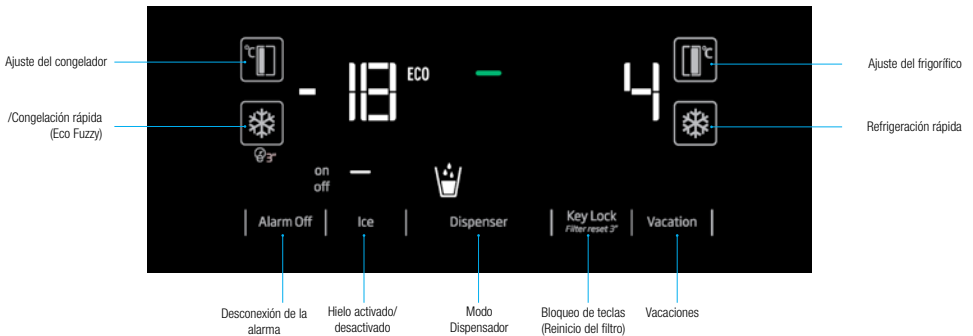 Ajuste del congelador
/Congelación rápida
(Eco Fuzzy)
°C
- 18 ECO
4
°C
Ajuste del frigorífico
Refrigeración rápida
3"
on
off
Alarm Off
Ice
Dispenser
Key Lock
Filter reset 3"
Vacation
Desconexión de la
alarma
Hielo activado/
desactivado
Modo
Dispensador
Bloqueo de teclas
(Reinicio del filtro)
Vacaciones